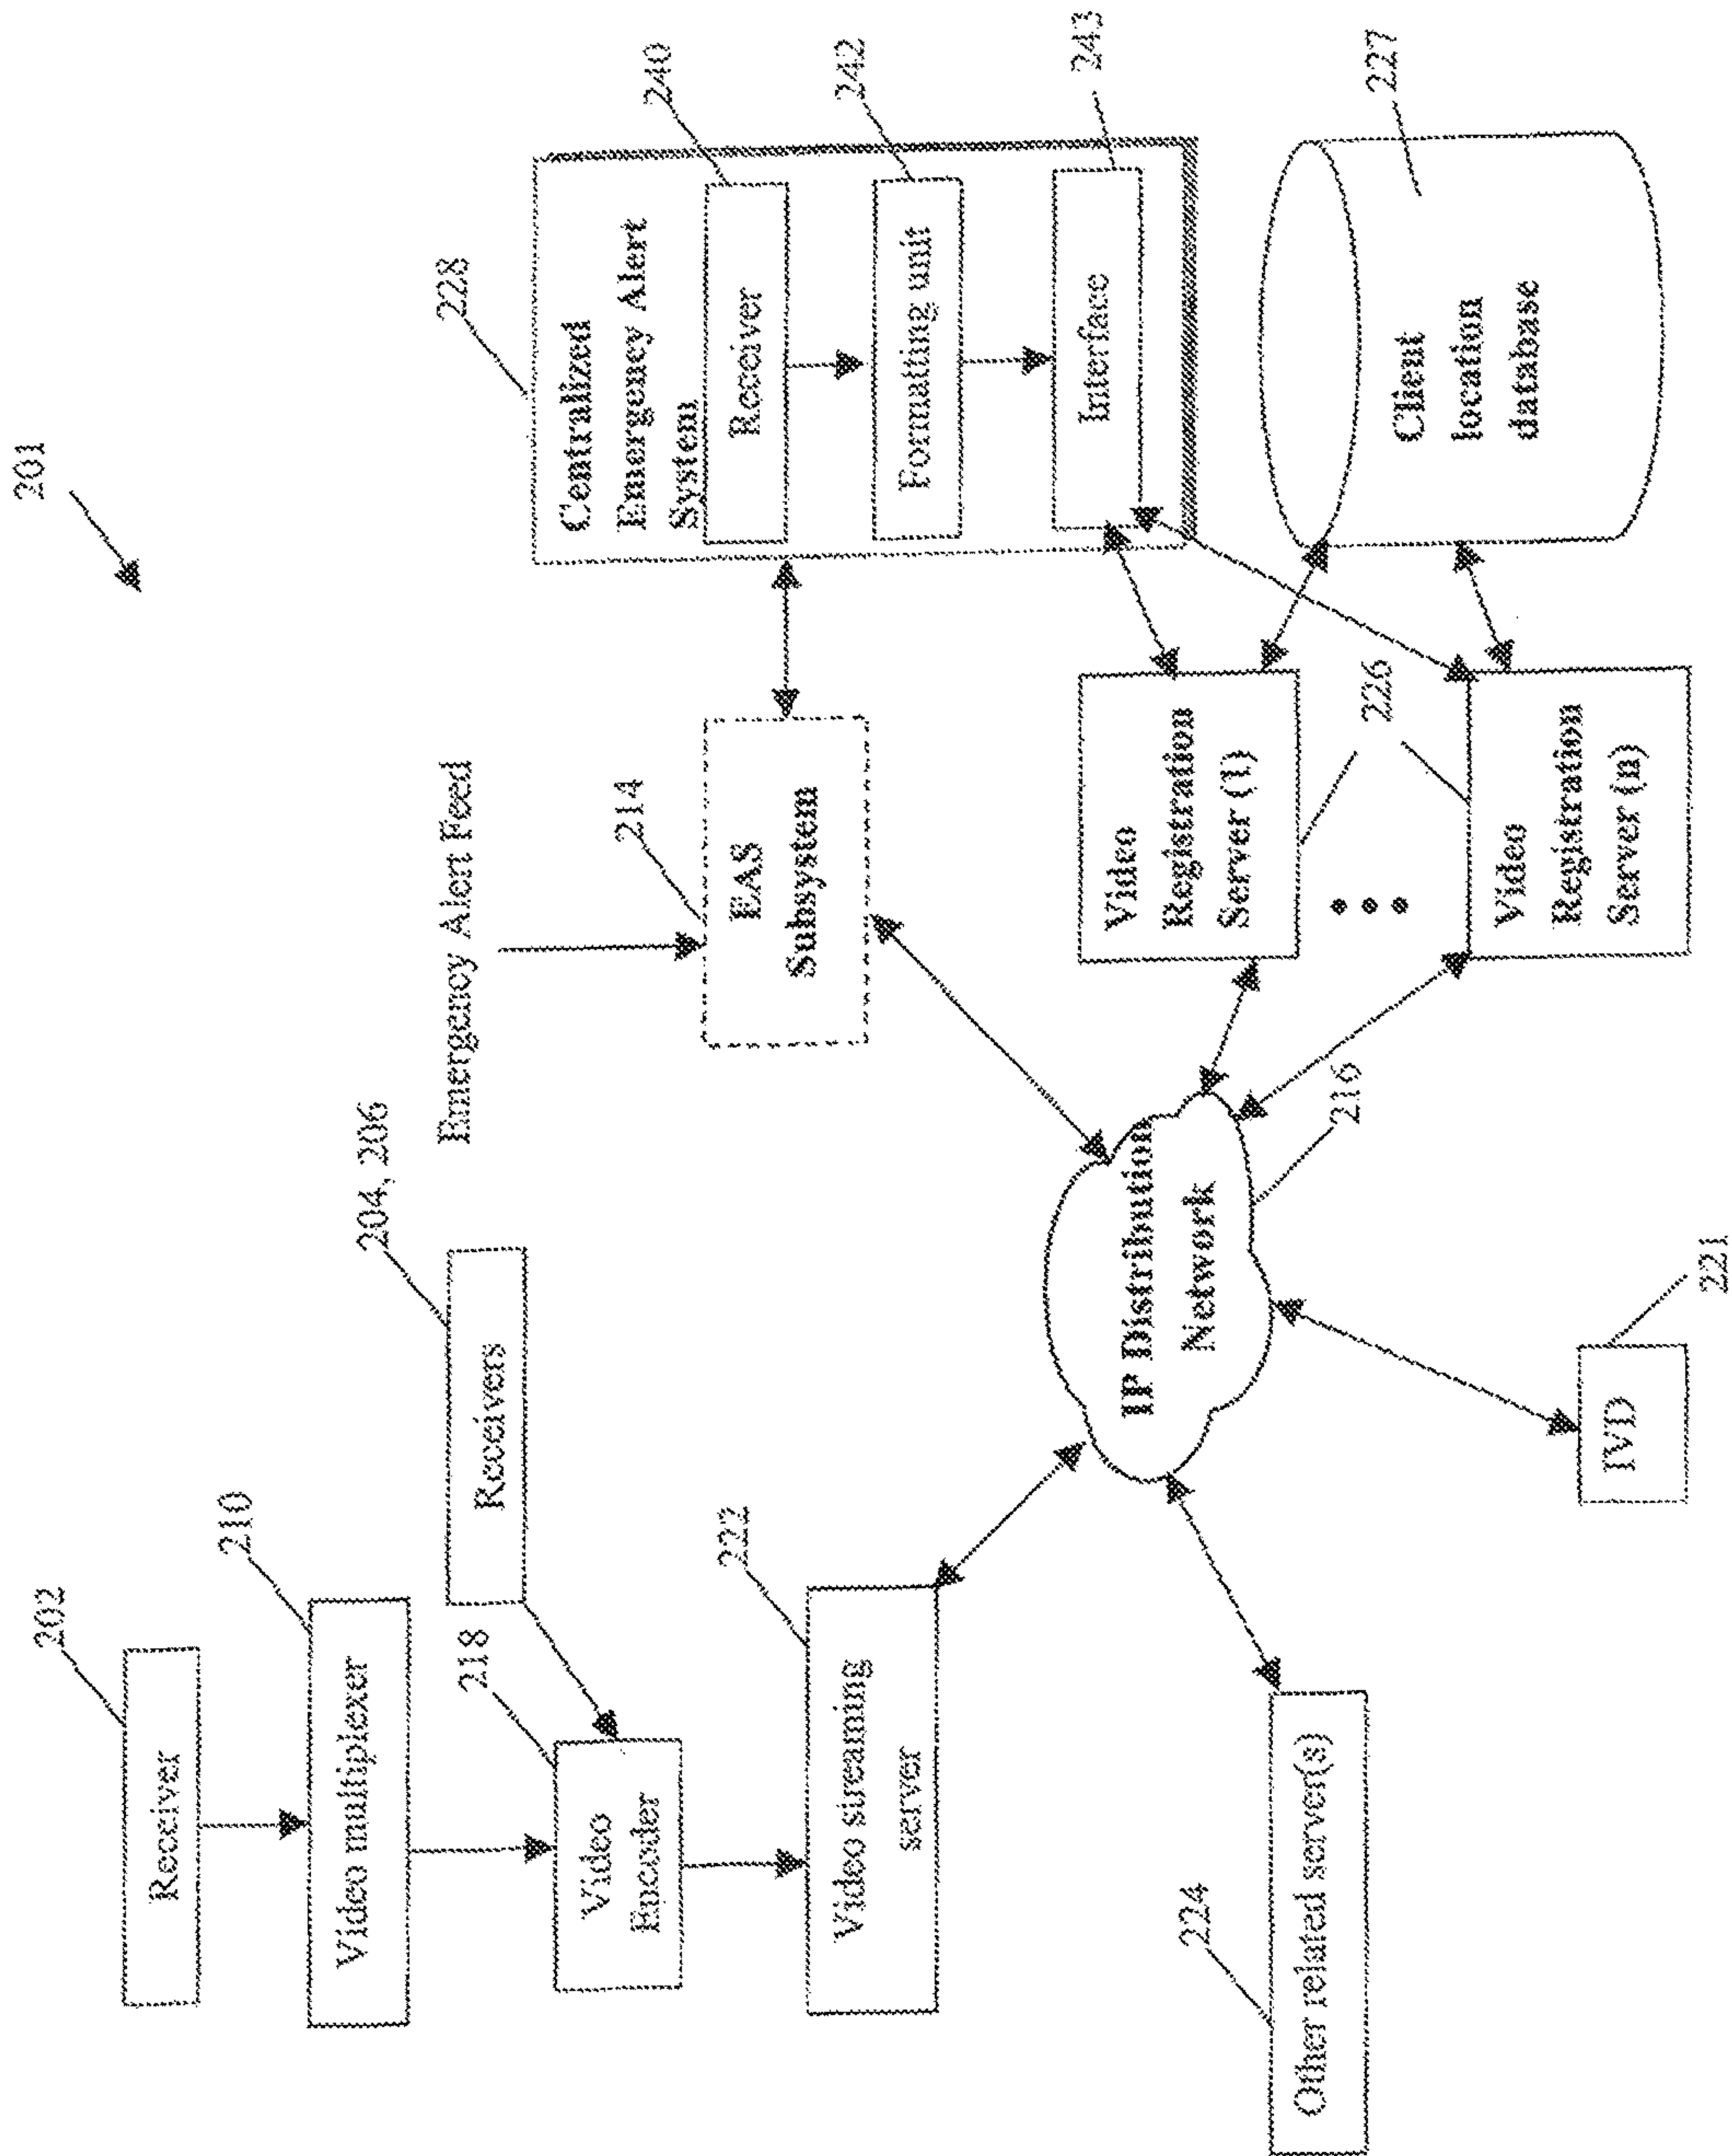 201
202
Receiver
210
Video multiplexer
204, 206
Receivers
218
Video
Encoder
222
Video streaming
server
224
Other related server(s)
Emergency Alert Feed
214
EAS
Subsystem
IP Distribution
Network
216
IVD
221
228
Centralized
Emergency Alert
System
Receiver
240
Formatting unit
242
Interface
243
Video
Registration
Server (1)
226
Video
Registration
Server (n)
Client
location
database
227